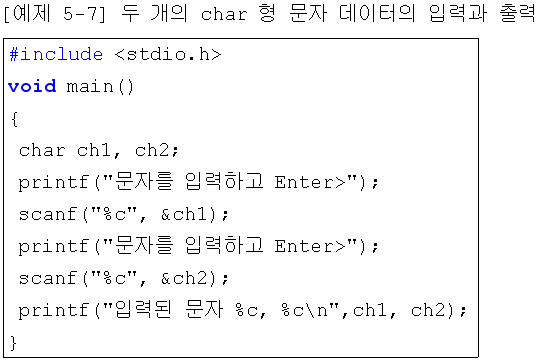 [예제 5-7] 두 개의 char 형 문자 데이터의 입력과 출력
#include <stdio.h>
void main()
{
char ch1, ch2;
printf("문자를 입력하고 Enter>");
scanf("%c", &ch1);
printf("문자를 입력하고 Enter>");
scanf("%c", &ch2);
printf("입력된 문자 %c, %c\n",ch1, ch2);
}